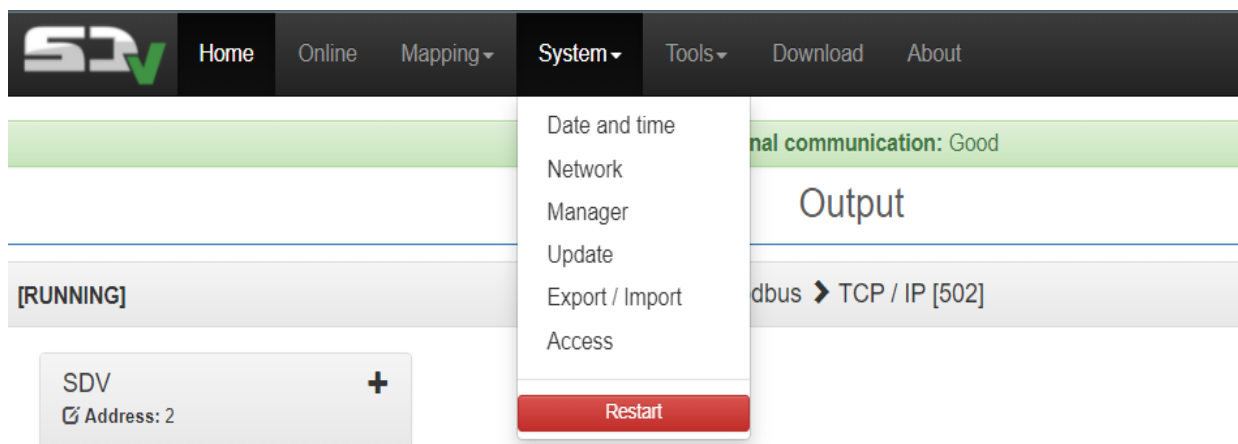 SDV Home Online Mapping System Tools Download About
Date and time
nal communication: Good
Network
Manager
Output
Update
[RUNNING]
Export / Import
dbus > TCP / IP [502]
Access
SDV +
Address: 2
Restart